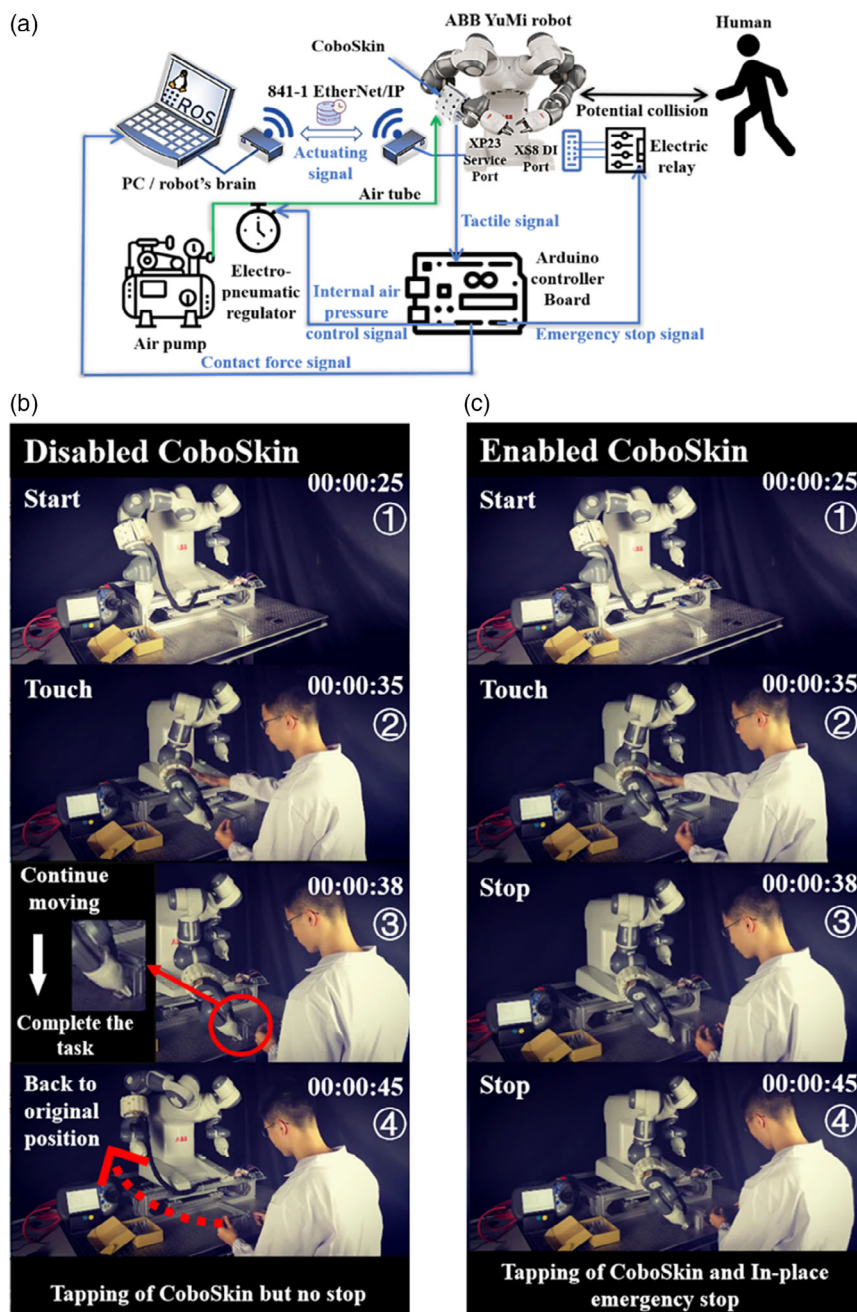 (a)
ABB YuMi robot
Human
CoboSkin
ROS
841-1 EtherNet/IP
Actuating
signal
PC / robot's brain
XP23
Service
Port
XS8 DI
Port
Potential collision
Electric
relay
Air tube
Tactile signal
Electro-
pneumatic
regulator
Air pump
Internal air
pressure
control signal
Arduino
controller
Board
Emergency stop signal
Contact force signal
(b)
Disabled CoboSkin
Start
00:00:25
①
ABB
Touch
00:00:35
②
Continue
moving
00:00:38
③
Complete the
task
Back to
original
position
00:00:45
④
ABB
Tapping of CoboSkin but no stop
(c)
Enabled CoboSkin
Start
00:00:25
①
ABB
Touch
00:00:35
②
Stop
00:00:38
③
Stop
00:00:45
④
Tapping of CoboSkin and In-place
emergency stop